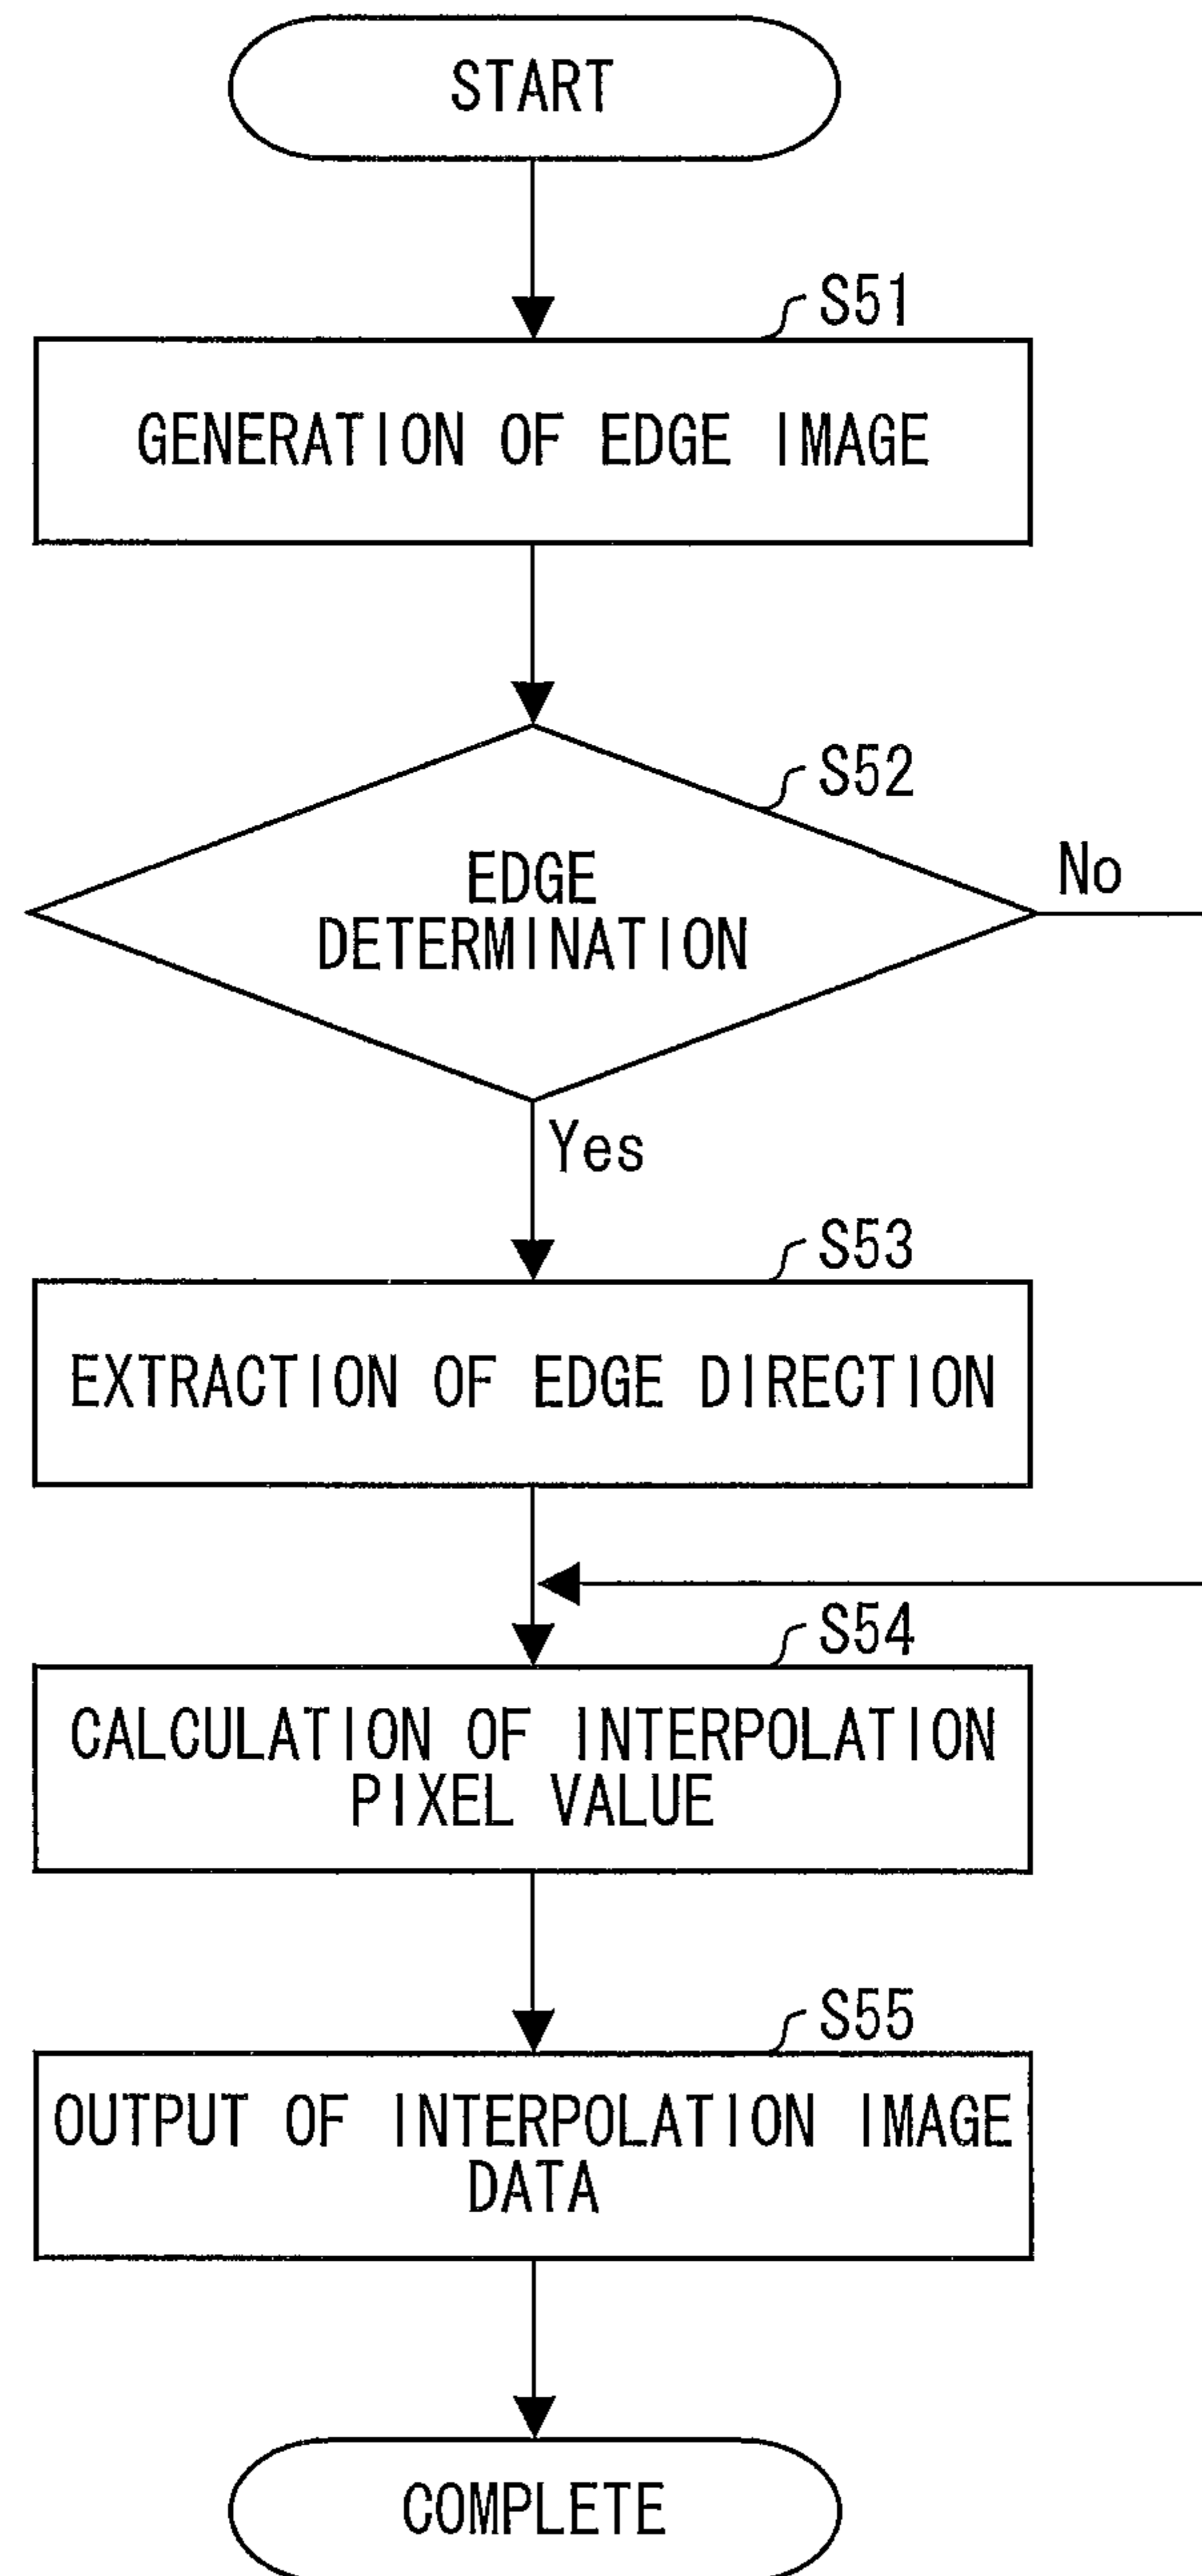 START
S51
GENERATION OF EDGE IMAGE
S52
EDGE
DETERMINATION
No
Yes
S53
EXTRACTION OF EDGE DIRECTION
S54
CALCULATION OF INTERPOLATION
PIXEL VALUE
S55
OUTPUT OF INTERPOLATION IMAGE
DATA
COMPLETE